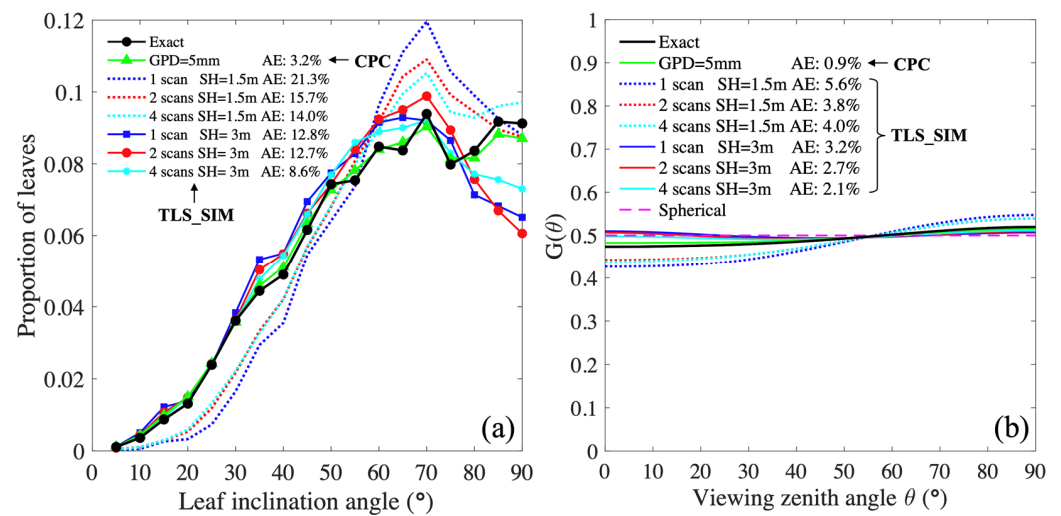 0.12
0.1
0.08
0.06
0.04
0.02
0
Proportion of leaves
Exact
GPD=5mm AE: 3.2% CPC
1 scan SH=1.5m AE: 21.3%
2 scans SH=1.5m AE: 15.7%
4 scans SH=1.5m AE: 14.0%
1 scan SH= 3m AE: 12.8%
2 scans SH= 3m AE: 12.7%
4 scans SH= 3m AE: 8.6%
TLS_SIM
(a)
0 10 20 30 40 50 60 70 80 90
Leaf inclination angle (°)
1
0.9
0.8
0.7
0.6
0.5
0.4
0.3
0.2
0.1
0
G(θ)
Exact
GPD=5mm AE: 0.9% CPC
1 scan SH=1.5m AE: 5.6%
2 scans SH=1.5m AE: 3.8%
4 scans SH=1.5m AE: 4.0%
1 scan SH=3m AE: 3.2%
2 scans SH=3m AE: 2.7%
4 scans SH=3m AE: 2.1%
Spherical
TLS_SIM
(b)
0 10 20 30 40 50 60 70 80 90
Viewing zenith angle θ (°)